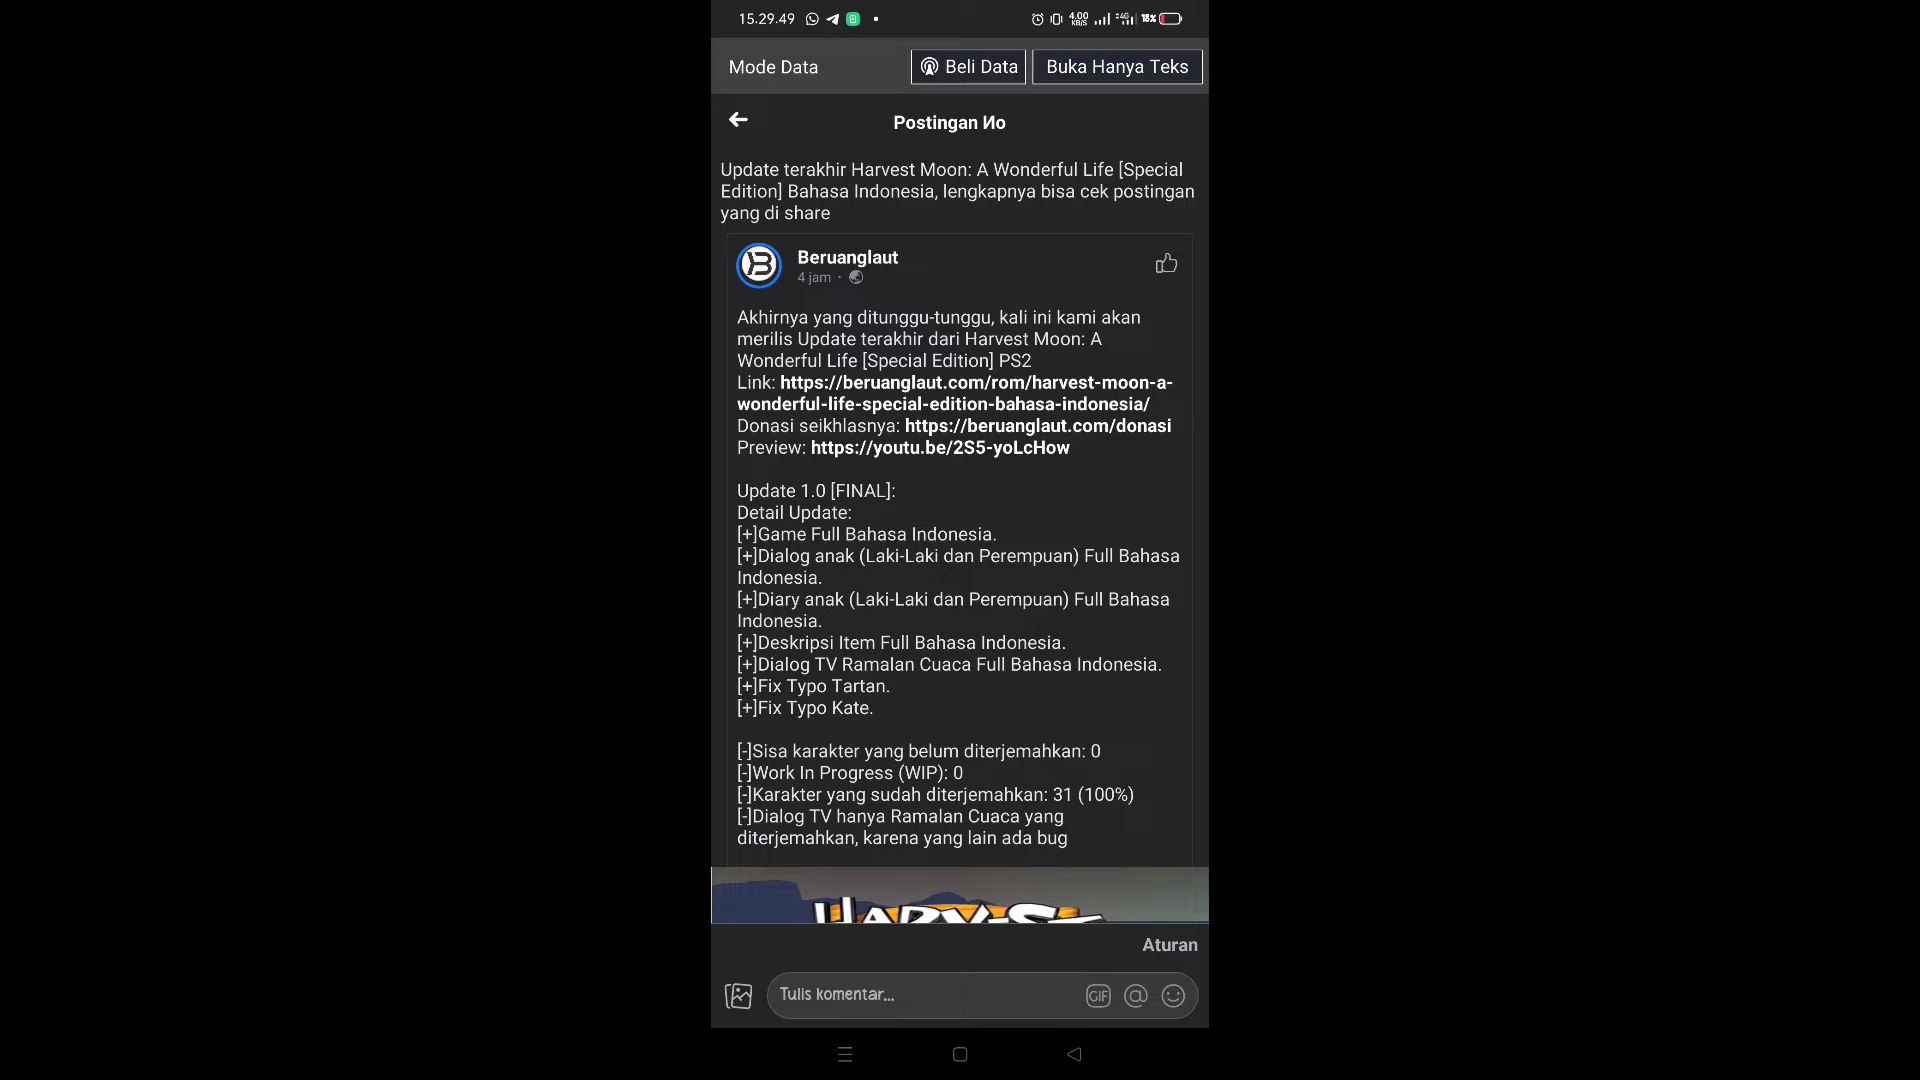 15.29.49
4.00
KB/S
4G
18%
Mode Data
Beli Data
Buka Hanya Teks
Postingan Ио
Update terakhir Harvest Moon: A Wonderful Life [Special
Edition] Bahasa Indonesia, lengkapnya bisa cek postingan
yang di share
Beruanglaut
4 jam ·
Akhirnya yang ditunggu-tunggu, kali ini kami akan
merilis Update terakhir dari Harvest Moon: A
Wonderful Life [Special Edition] PS2
Link: https://beruanglaut.com/rom/harvest-moon-a-
wonderful-life-special-edition-bahasa-indonesia/
Donasi seikhlasnya: https://beruanglaut.com/donasi
Preview: https://youtu.be/2S5-yoLcHow
Update 1.0 [FINAL]:
Detail Update:
[+]Game Full Bahasa Indonesia.
[+]Dialog anak (Laki-Laki dan Perempuan) Full Bahasa
Indonesia.
[+]Diary anak (Laki-Laki dan Perempuan) Full Bahasa
Indonesia.
[+]Deskripsi Item Full Bahasa Indonesia.
[+]Dialog TV Ramalan Cuaca Full Bahasa Indonesia.
[+]Fix Typo Tartan.
[+]Fix Typo Kate.
[-]Sisa karakter yang belum diterjemahkan: 0
[-]Work In Progress (WIP): 0
[-]Karakter yang sudah diterjemahkan: 31 (100%)
[-]Dialog TV hanya Ramalan Cuaca yang
diterjemahkan, karena yang lain ada bug
HARVEST
Aturan
Tulis komentar...
GIF